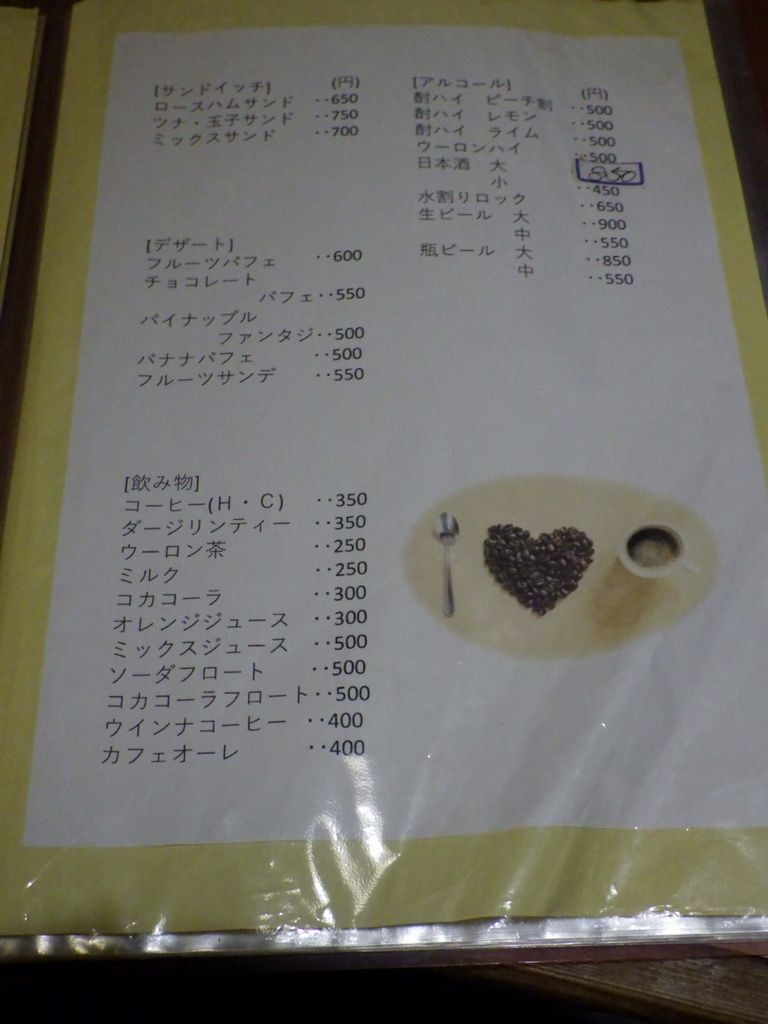 [サンドイッチ] (円)
ロースハムサンド ‥650
ツナ・玉子サンド ‥750
ミックスサンド ‥700
[デザート]
フルーツパフェ ‥600
チョコレート
パフェ‥550
パイナップル
ファンタジ‥500
バナナパフェ ‥500
フルーツサンデ ‥550
[飲み物]
コーヒー(H・C) ‥350
ダージリンティー ‥350
ウーロン茶 ‥250
ミルク ‥250
コカコーラ ‥300
オレンジジュース ‥300
ミックスジュース ‥500
ソーダフロート ‥500
コカコーラフロート‥500
ウインナコーヒー ‥400
カフェオーレ ‥400
[アルコール] (円)
酎ハイ ピーチ割 ‥500
酎ハイ レモン ‥500
酎ハイ ライム ‥500
ウーロンハイ ‥500
日本酒 大 850
小 ‥450
水割りロック ‥650
生ビール 大 ‥900
中 ‥550
瓶ビール 大 ‥850
中 ‥550